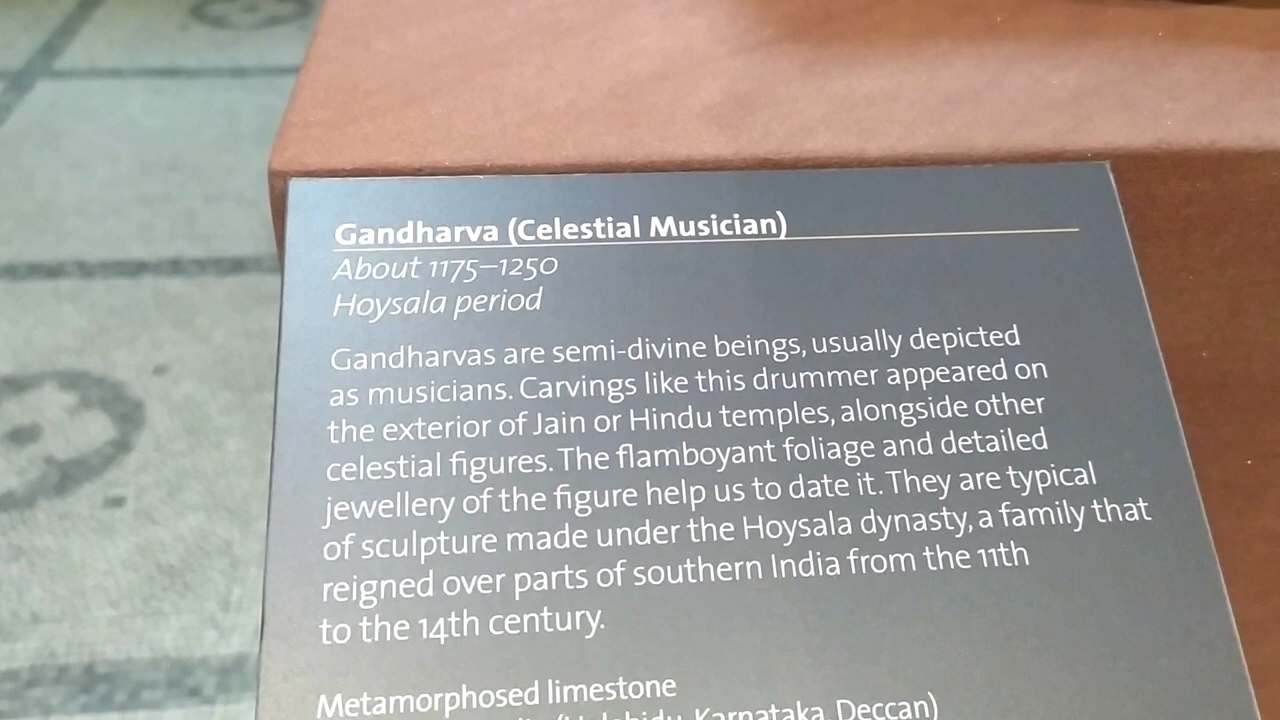 Gandharva (Celestial Musician)
About 1175–1250
Hoysala period
Gandharvas are semi-divine beings, usually depicted
as musicians. Carvings like this drummer appeared on
the exterior of Jain or Hindu temples, alongside other
celestial figures. The flamboyant foliage and detailed
jewellery of the figure help us to date it. They are typical
of sculpture made under the Hoysala dynasty, a family that
reigned over parts of southern India from the 11th
to the 14th century.
Metamorphosed limestone
Karnataka, Deccan)